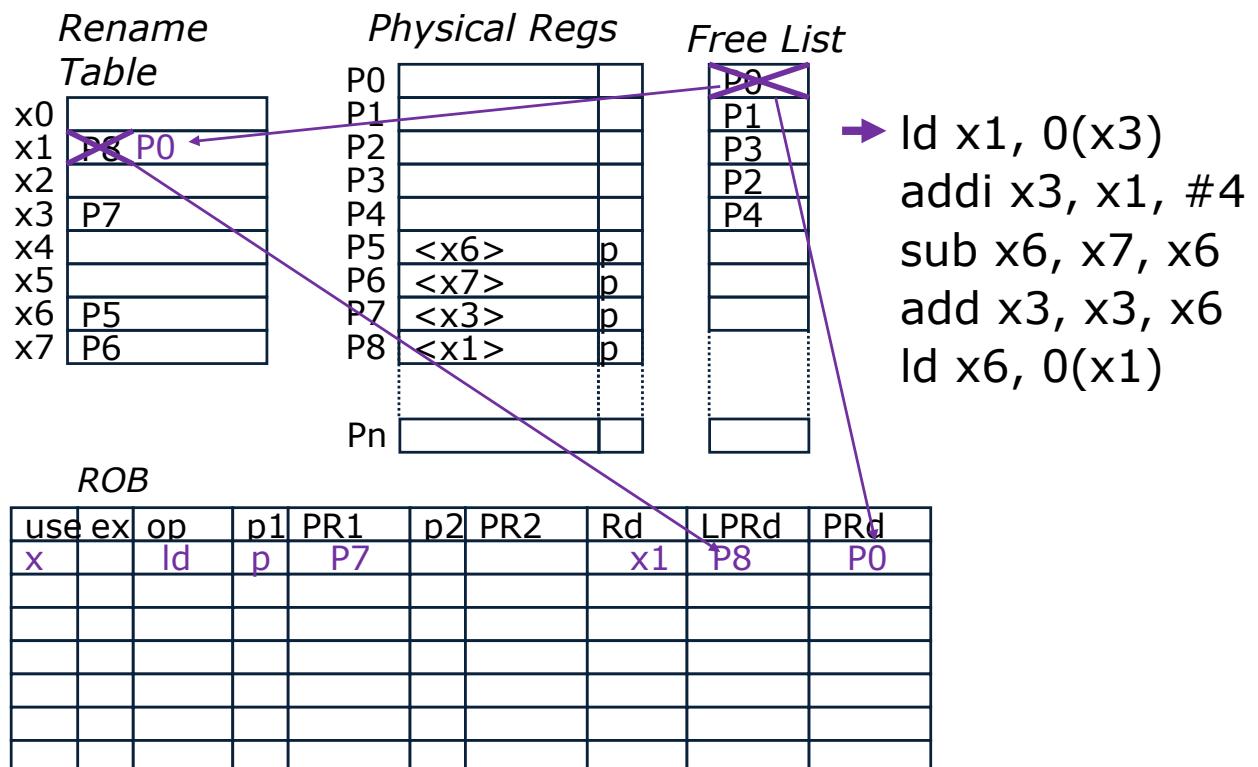 Rename Table
Physical Regs
Free List
x0
x1 P8 P0
x2
x3 P7
x4
x5
x6 P5
x7 P6
P0
P1
P2
P3
P4
P5 <x6> p
P6 <x7> p
P7 <x3> p
P8 <x1> p
Pn
P0
P1
P3
P2
P4
ld x1, 0(x3)
addi x3, x1, #4
sub x6, x7, x6
add x3, x3, x6
ld x6, 0(x1)
ROB
use ex op p1 PR1 p2 PR2 Rd LPRd PRd
x ld p P7 x1 P8 P0